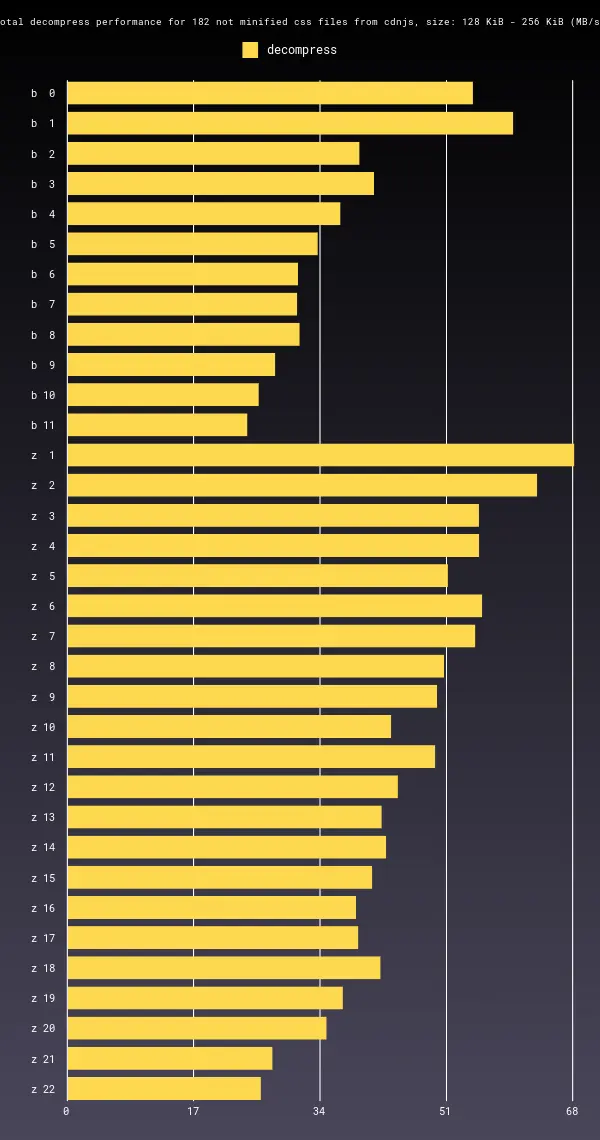 otal decompress performance for 182 not minified css files from cdnjs, size: 128 KiB - 256 KiB (MB/s
decompress
b 0
b 1
b 2
b 3
b 4
b 5
b 6
b 7
b 8
b 9
b 10
b 11
z 1
z 2
z 3
z 4
z 5
z 6
z 7
z 8
z 9
z 10
z 11
z 12
z 13
z 14
z 15
z 16
z 17
z 18
z 19
z 20
z 21
z 22
0 17 34 51 68